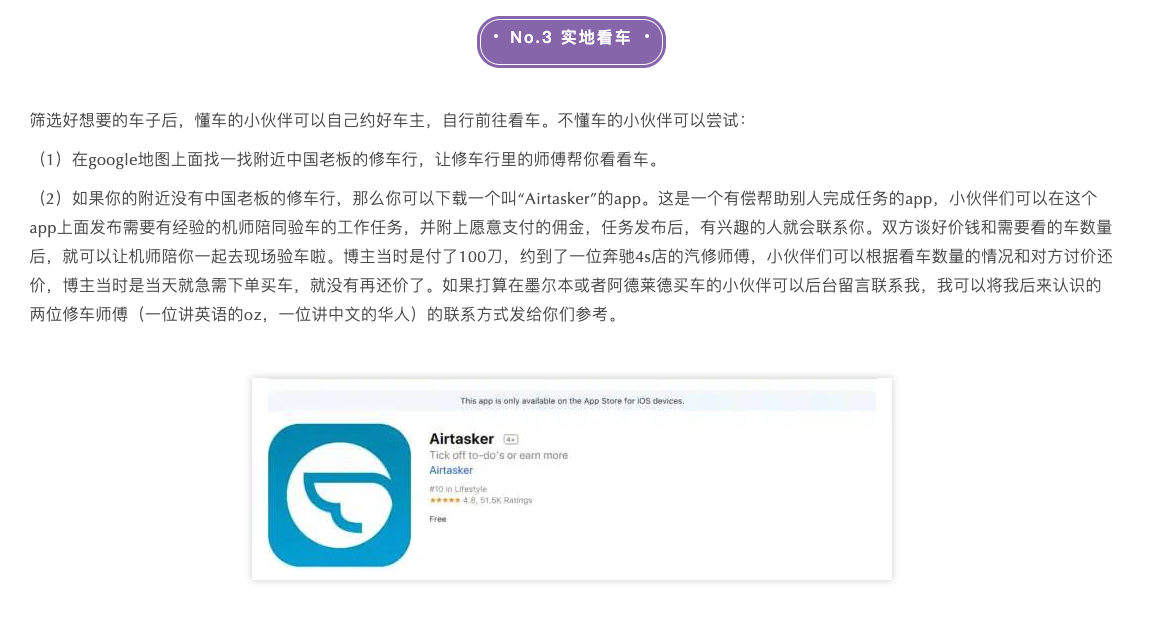 • No.3 实地看车 •
筛选好想要的车子后，懂车的小伙伴可以自己约好车主，自行前往看车。不懂车的小伙伴可以尝试：
（1）在google地图上面找一找附近中国老板的修车行，让修车行里的师傅帮你看看车。
（2）如果你的附近没有中国老板的修车行，那么你可以下载一个叫“Airtasker”的app。这是一个有偿帮助别人完成任务的app，小伙伴们可以在这个
app上面发布需要有经验的机师陪同验车的工作任务，并附上愿意支付的佣金，任务发布后，有兴趣的人就会联系你。双方谈好价钱和需要看的车数量
后，就可以让机师陪你一起去现场验车啦。博主当时是付了100刀，约到了一位奔驰4s店的汽修师傅，小伙伴们可以根据看车数量的情况和对方讨价还
价，博主当时是当天就急需下单买车，就没有再还价了。如果打算在墨尔本或者阿德莱德买车的小伙伴可以后台留言联系我，我可以将我后来认识的
两位修车师傅（一位讲英语的oz，一位讲中文的华人）的联系方式发给你们参考。
This app is only available on the App Store for iOS devices.
Airtasker 4+
Tick off to-do's or earn more
Airtasker
#10 in Lifestyle
★★★★★ 4.8, 51.5K Ratings
Free